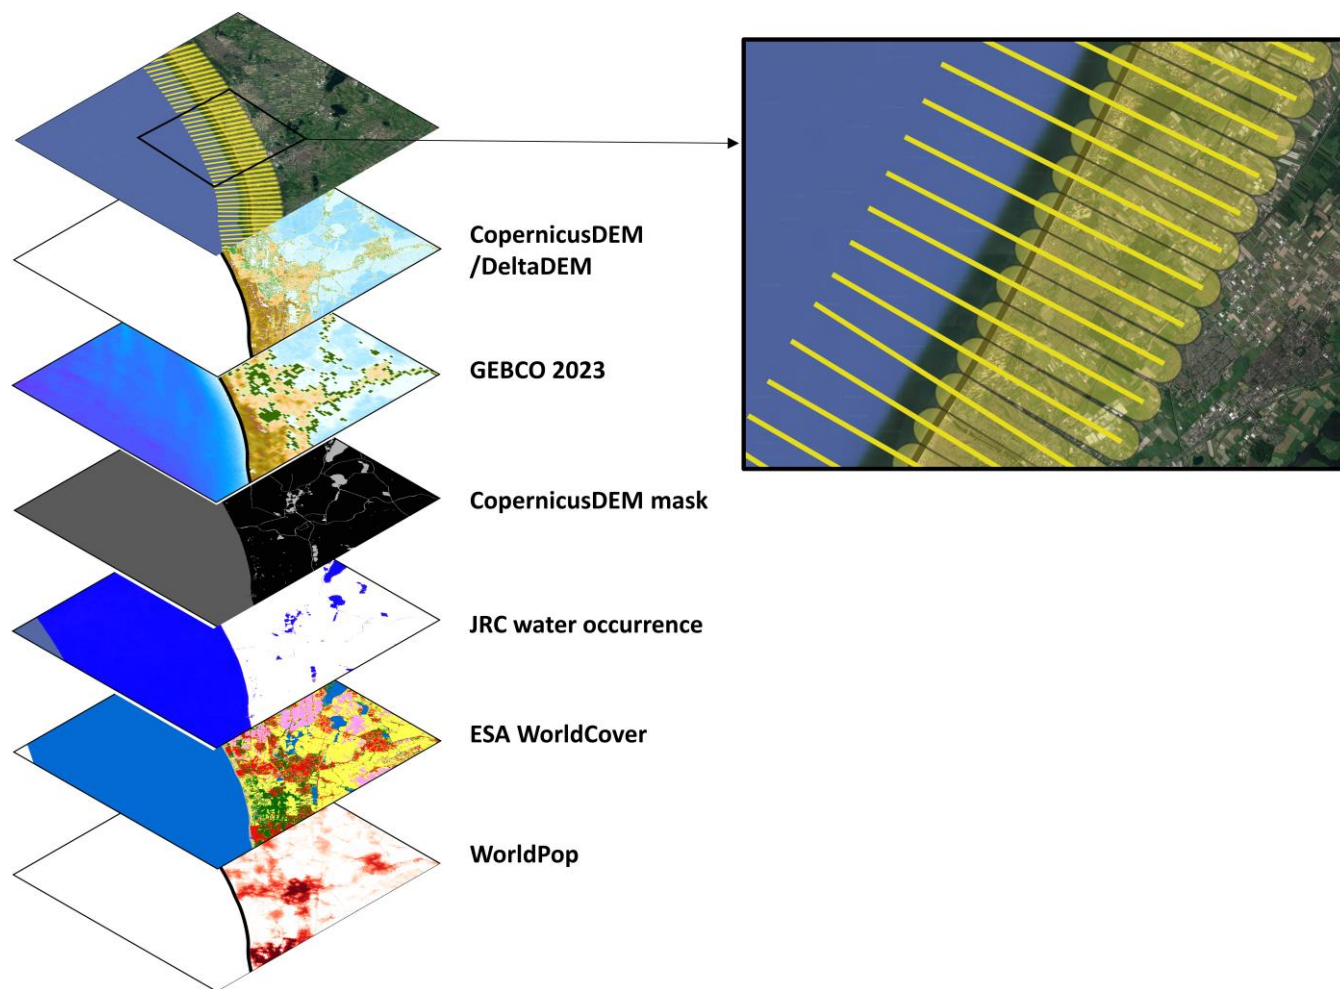 CopernicusDEM
/DeltaDEM
GEBCO 2023
CopernicusDEM mask
JRC water occurrence
ESA WorldCover
WorldPop